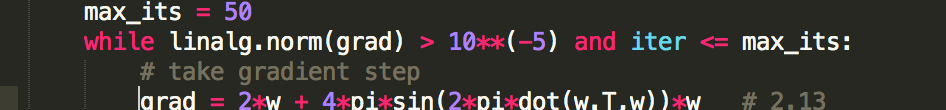 max_its = 50
while linalg.norm(grad) > 10**(-5) and iter <= max_its:
# take gradient step
grad = 2*w + 4*pi*sin(2*pi*dot(w.T,w))*w # 2.13